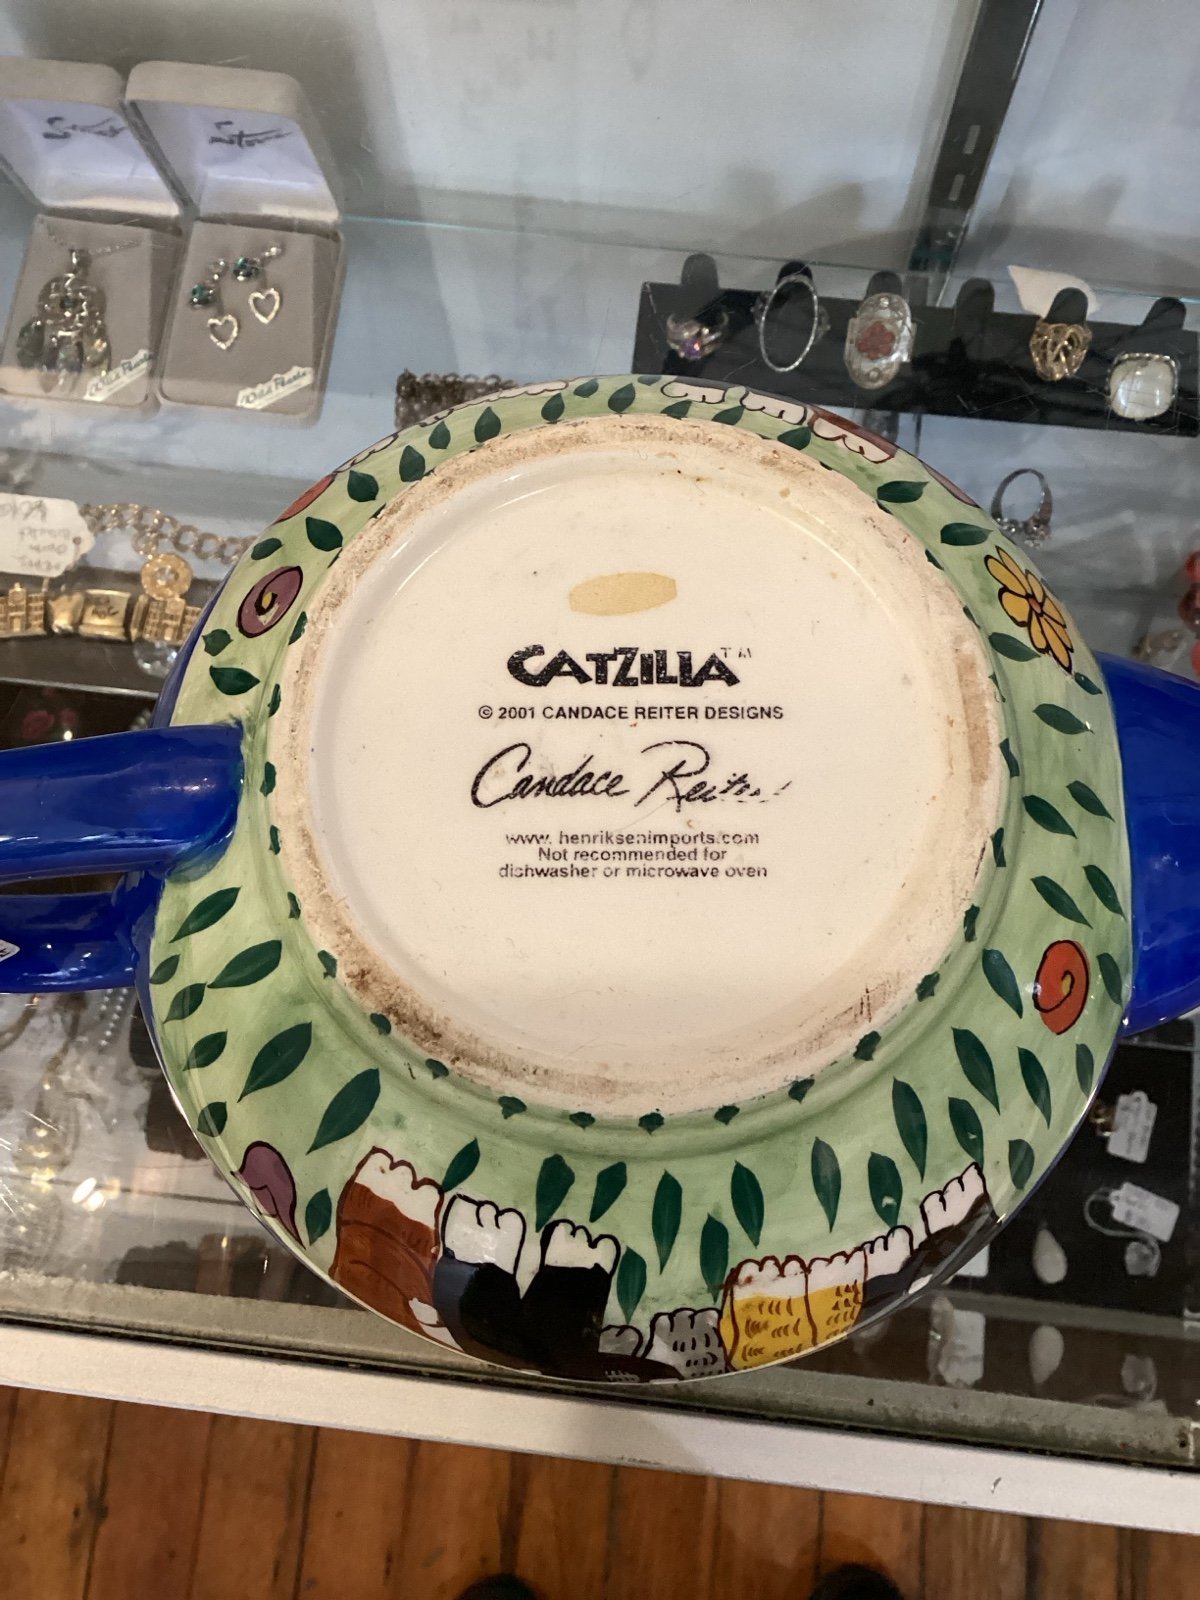 CATZILLA™
© 2001 CANDACE REITER DESIGNS
Candace Reiter
www. henriksenimports.com
Not recommended for
dishwasher or microwave oven